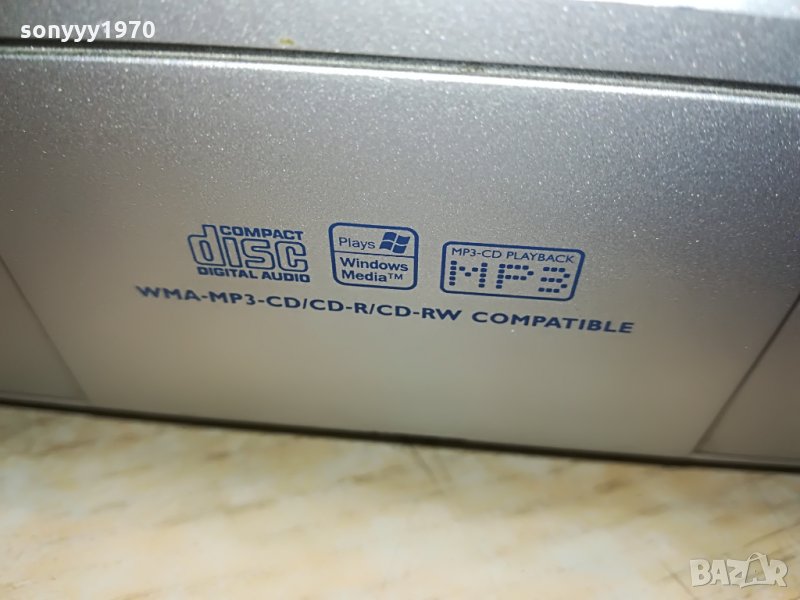 sonyyy1970
COMPACT
disc
DIGITAL AUDIO
Plays
Windows
Media™
MP3-CD PLAYBACK
MP3
WMA-MP3-CD/CD-R/CD-RW COMPATIBLE
BAZAR